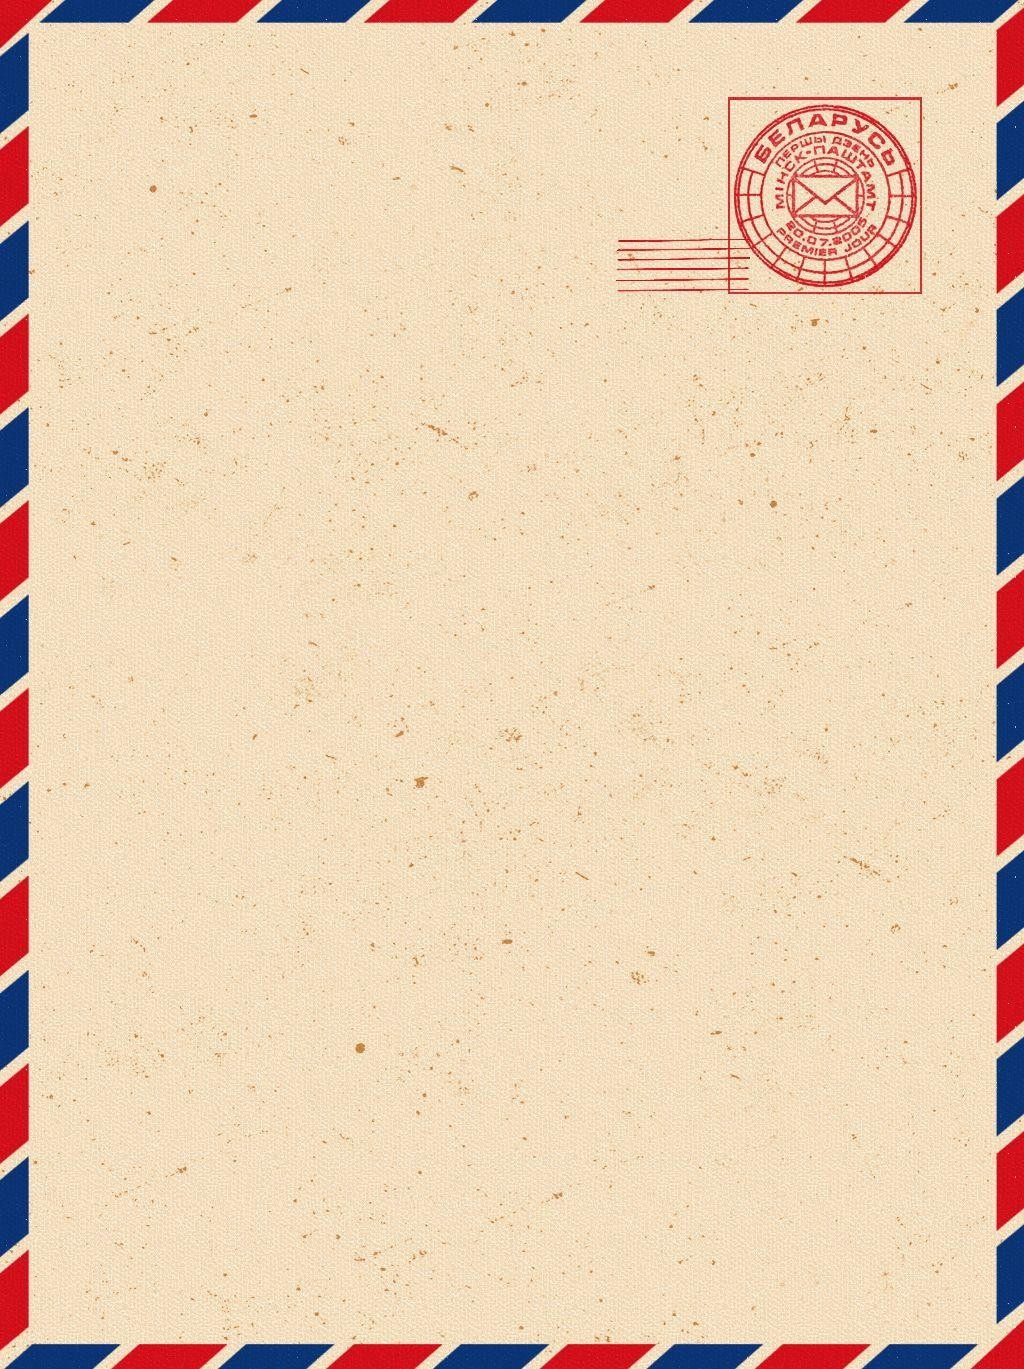 БЕЛАРУСЬ
ПЕРШЫ ДЗЕНЬ
МІНСК-ПАШТАМТ
20.07.2005
PREMIER JOUR